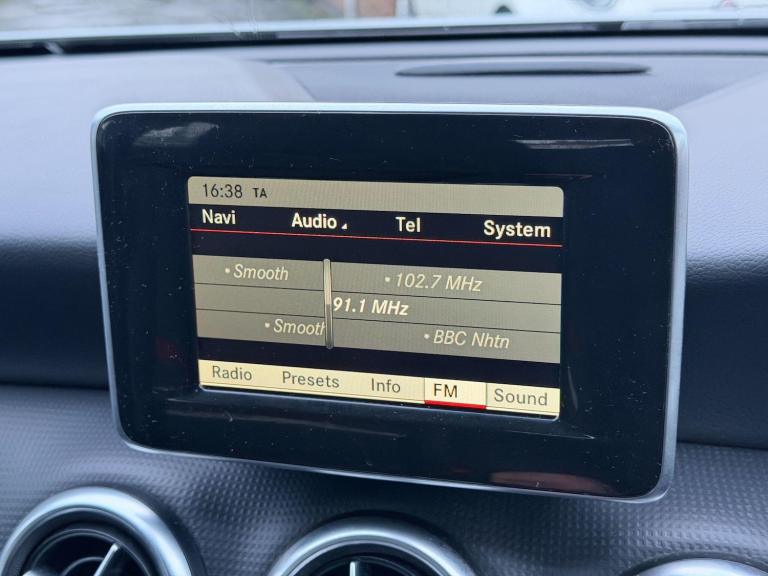 16:38 TA
Navi Audio Tel System
• Smooth • 102.7 MHz
91.1 MHz
• Smooth • BBC Nhtn
Radio Presets Info FM Sound